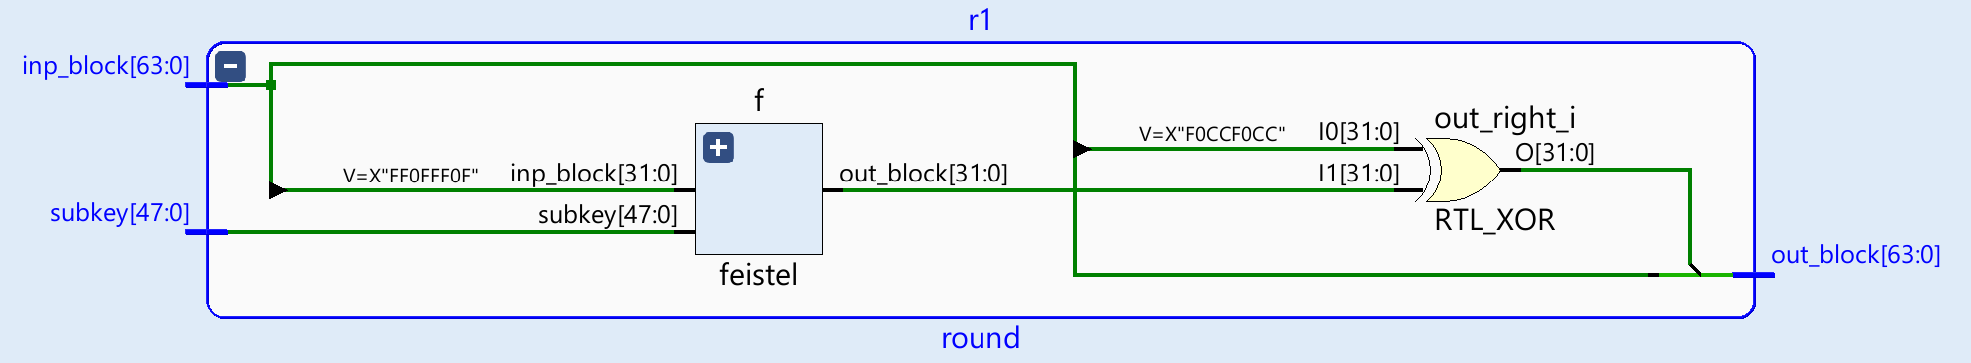 r1
inp_block[63:0]
f
out_right_i
V=X"F0CCF0CC"
I0[31:0]
O[31:0]
V=X"FF0FFF0F"
inp_block[31:0]
out_block[31:0]
I1[31:0]
subkey[47:0]
subkey[47:0]
RTL_XOR
out_block[63:0]
feistel
round